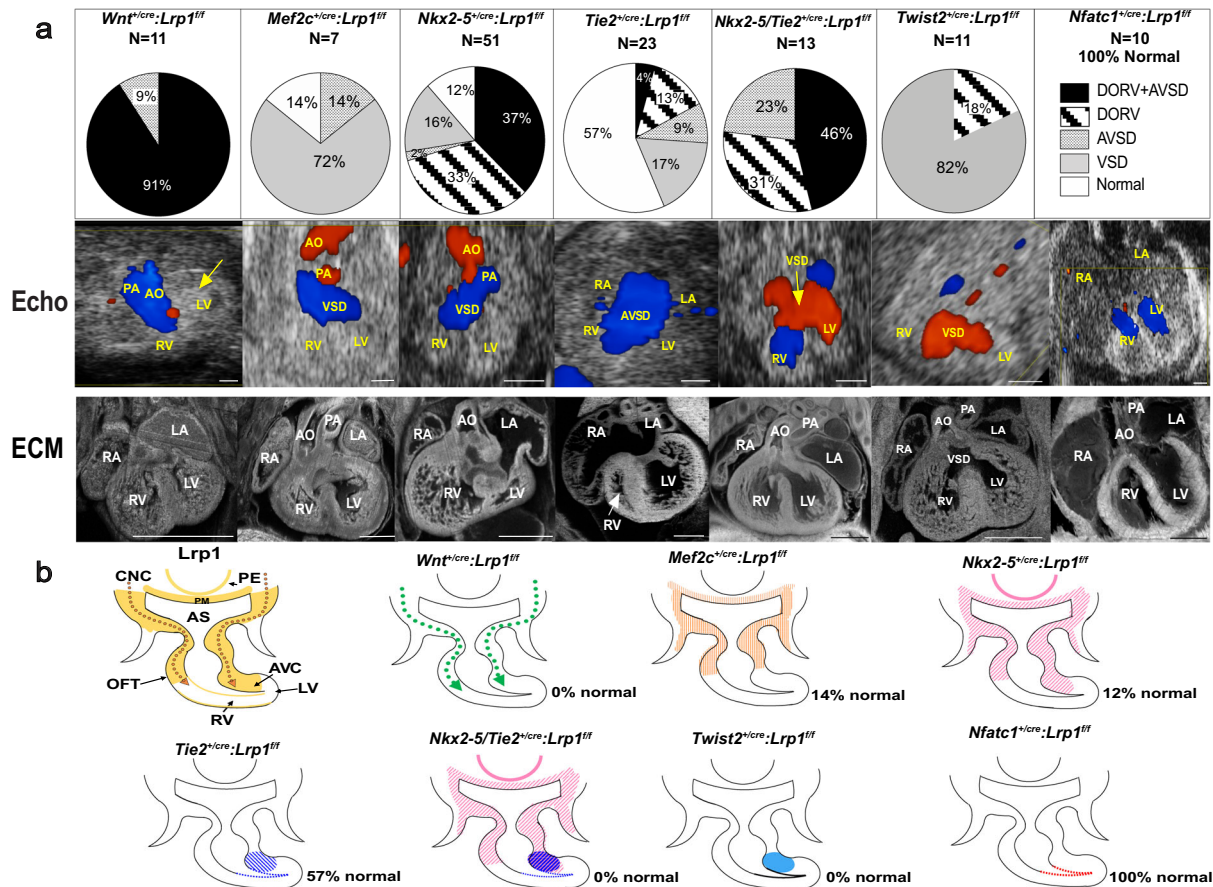 a
Wnt+/cre:Lrp1f/f
N=11
Mef2c+/cre:Lrp1f/f
N=7
Nkx2-5+/cre:Lrp1f/f
N=51
Tie2+/cre:Lrp1f/f
N=23
Nkx2-5/Tie2+/cre:Lrp1f/f
N=13
Twist2+/cre:Lrp1f/f
N=11
Nfatc1+/cre:Lrp1f/f
N=10
100% Normal
9%
91%
14%
14%
72%
12%
16%
2%
33%
37%
57%
4%
13%
9%
17%
23%
46%
31%
18%
82%
DORV+AVSD
DORV
AVSD
VSD
Normal
Echo
PA
AO
LV
RV
AO
PA
VSD
RV
LV
AO
PA
VSD
RV
LV
RA
LA
AVSD
RV
LV
VSD
LV
RV
RV
VSD
LV
LA
RA
LV
RV
ECM
LA
RA
RV
LV
AO
PA
LA
RA
RV
LV
RA
AO
LA
RV
LV
RA
LA
LV
RV
AO
PA
RA
LA
RV
LV
PA
AO
RA
LA
VSD
RV
LV
PA
LA
AO
RA
RV
LV
b
Lrp1
CNC
PE
PM
AS
AVC
OFT
LV
RV
Wnt+/cre:Lrp1f/f
0% normal
Mef2c+/cre:Lrp1f/f
14% normal
Nkx2-5+/cre:Lrp1f/f
12% normal
Tie2+/cre:Lrp1f/f
57% normal
Nkx2-5/Tie2+/cre:Lrp1f/f
0% normal
Twist2+/cre:Lrp1f/f
0% normal
Nfatc1+/cre:Lrp1f/f
100% normal